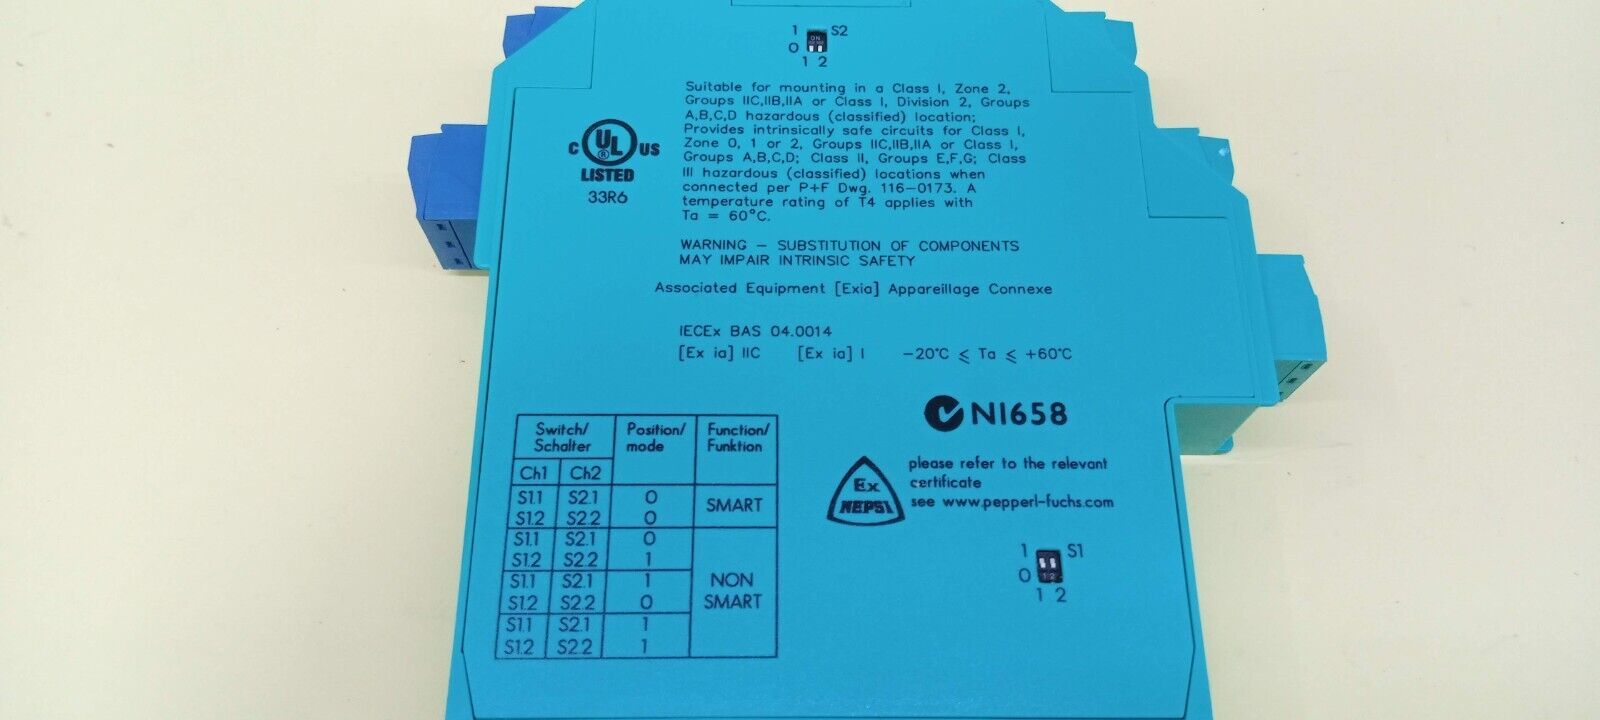 1 S2
ON
0
1 2
Suitable for mounting in a Class I, Zone 2,
Groups IIC,IIB,IIA or Class I, Division 2, Groups
A,B,C,D hazardous (classified) location;
Provides intrinsically safe circuits for Class I,
Zone 0, 1 or 2, Groups IIC,IIB,IIA or Class I,
Groups A,B,C,D; Class II, Groups E,F,G; Class
III hazardous (classified) locations when
connected per P+F Dwg. 116-0173. A
temperature rating of T4 applies with
Ta = 60°C.
C UL ® US
LISTED
33R6
WARNING – SUBSTITUTION OF COMPONENTS
MAY IMPAIR INTRINSIC SAFETY
Associated Equipment [Exia] Appareillage Connexe
IECEx BAS 04.0014
[Ex ia] IIC [Ex ia] I -20°C ≤ Ta ≤ +60°C
N1658
Ex
NEPSI
please refer to the relevant
certificate
see www.pepperl-fuchs.com
Switch/ Position/ Function/
Schalter mode Funktion
Ch1 Ch2
S1.1 S2.1 0
SMART
S1.2 S2.2 0
S1.1 S2.1 0
S1.2 S2.2 1
S1.1 S2.1 1 NON
S1.2 S2.2 0 SMART
S1.1 S2.1 1
S1.2 S2.2 1
1 S1
0 1 2
1 2